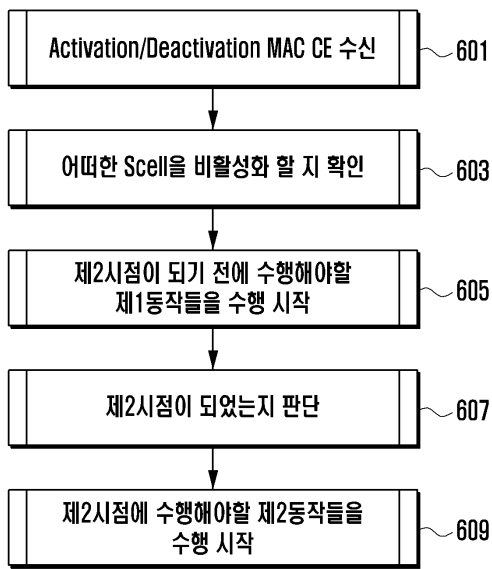 Activation/Deactivation MAC CE 수신
601
어떠한 Scell을 비활성화 할 지 확인
603
제2시점이 되기 전에 수행해야할
제1동작들을 수행 시작
605
제2시점이 되었는지 판단
607
제2시점에 수행해야할 제2동작들을
수행 시작
609